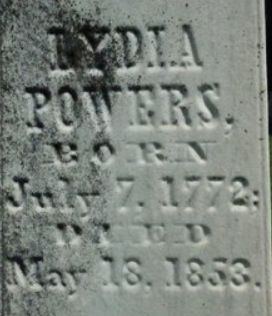 LYDIA
POWERS,
BORN
July 7, 1772;
DIED
May 18, 1853.